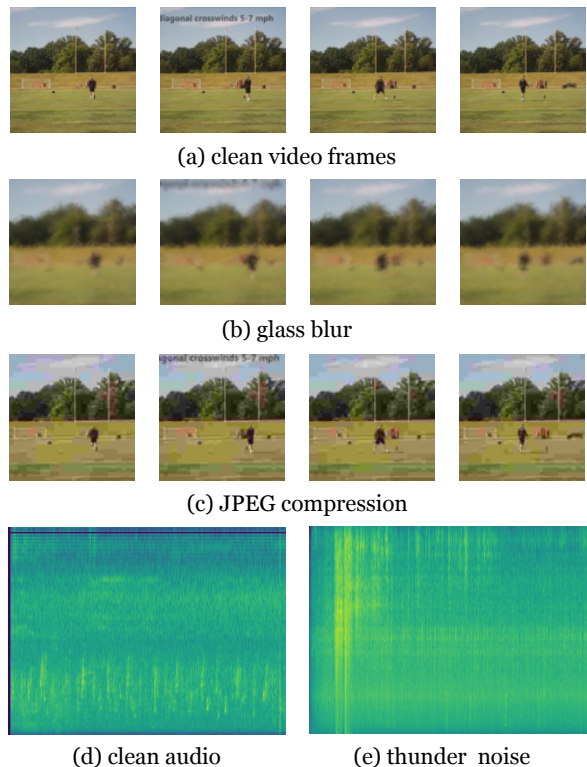 diagonal crosswinds 5-7 mph
(a) clean video frames
(b) glass blur
agonal crosswinds 5-7 mph
(c) JPEG compression
(d) clean audio
(e) thunder noise